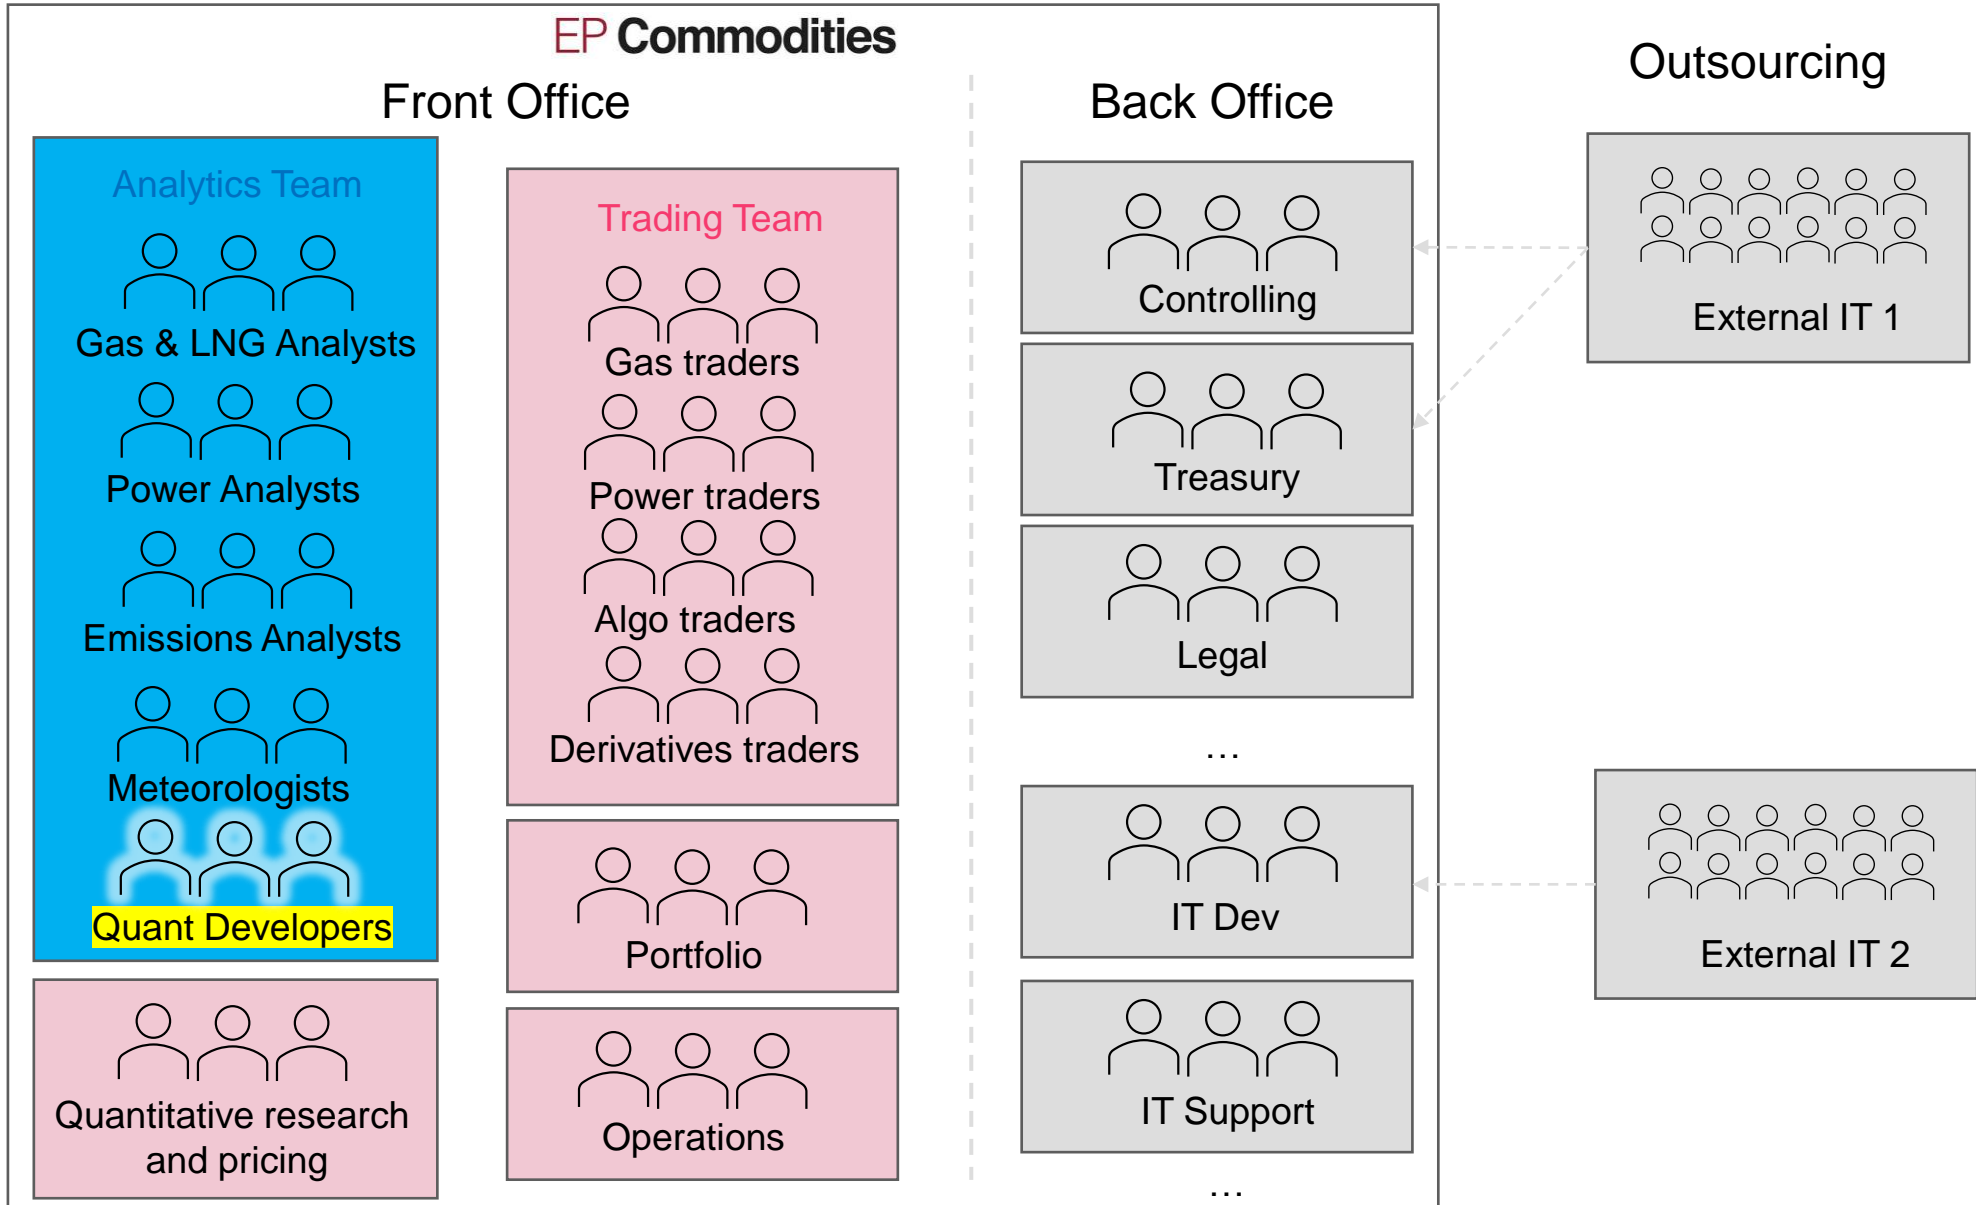 EP Commodities
Front Office
Analytics Team
Gas & LNG Analysts
Power Analysts
Emissions Analysts
Meteorologists
Quant Developers
Quantitative research
and pricing
Trading Team
Gas traders
Power traders
Algo traders
Derivatives traders
Portfolio
Operations
Back Office
Controlling
Treasury
Legal
...
IT Dev
IT Support
...
Outsourcing
External IT 1
External IT 2